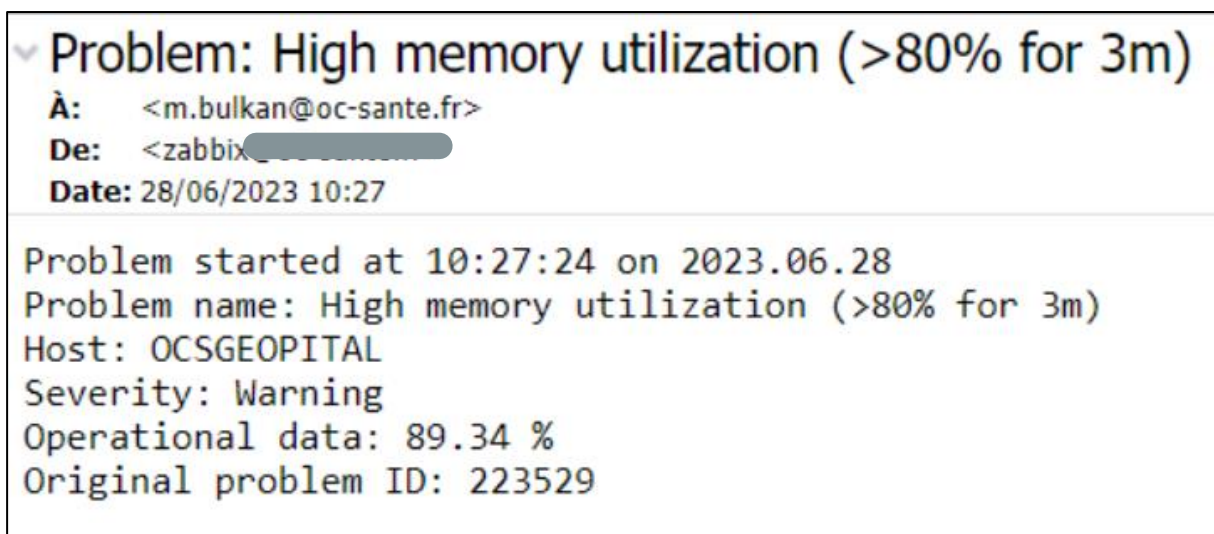 Problem: High memory utilization (>80% for 3m)
À: <m.bulkan@oc-sante.fr>
De: <zabbix
Date: 28/06/2023 10:27
Problem started at 10:27:24 on 2023.06.28
Problem name: High memory utilization (>80% for 3m)
Host: OCSGEOPITAL
Severity: Warning
Operational data: 89.34 %
Original problem ID: 223529